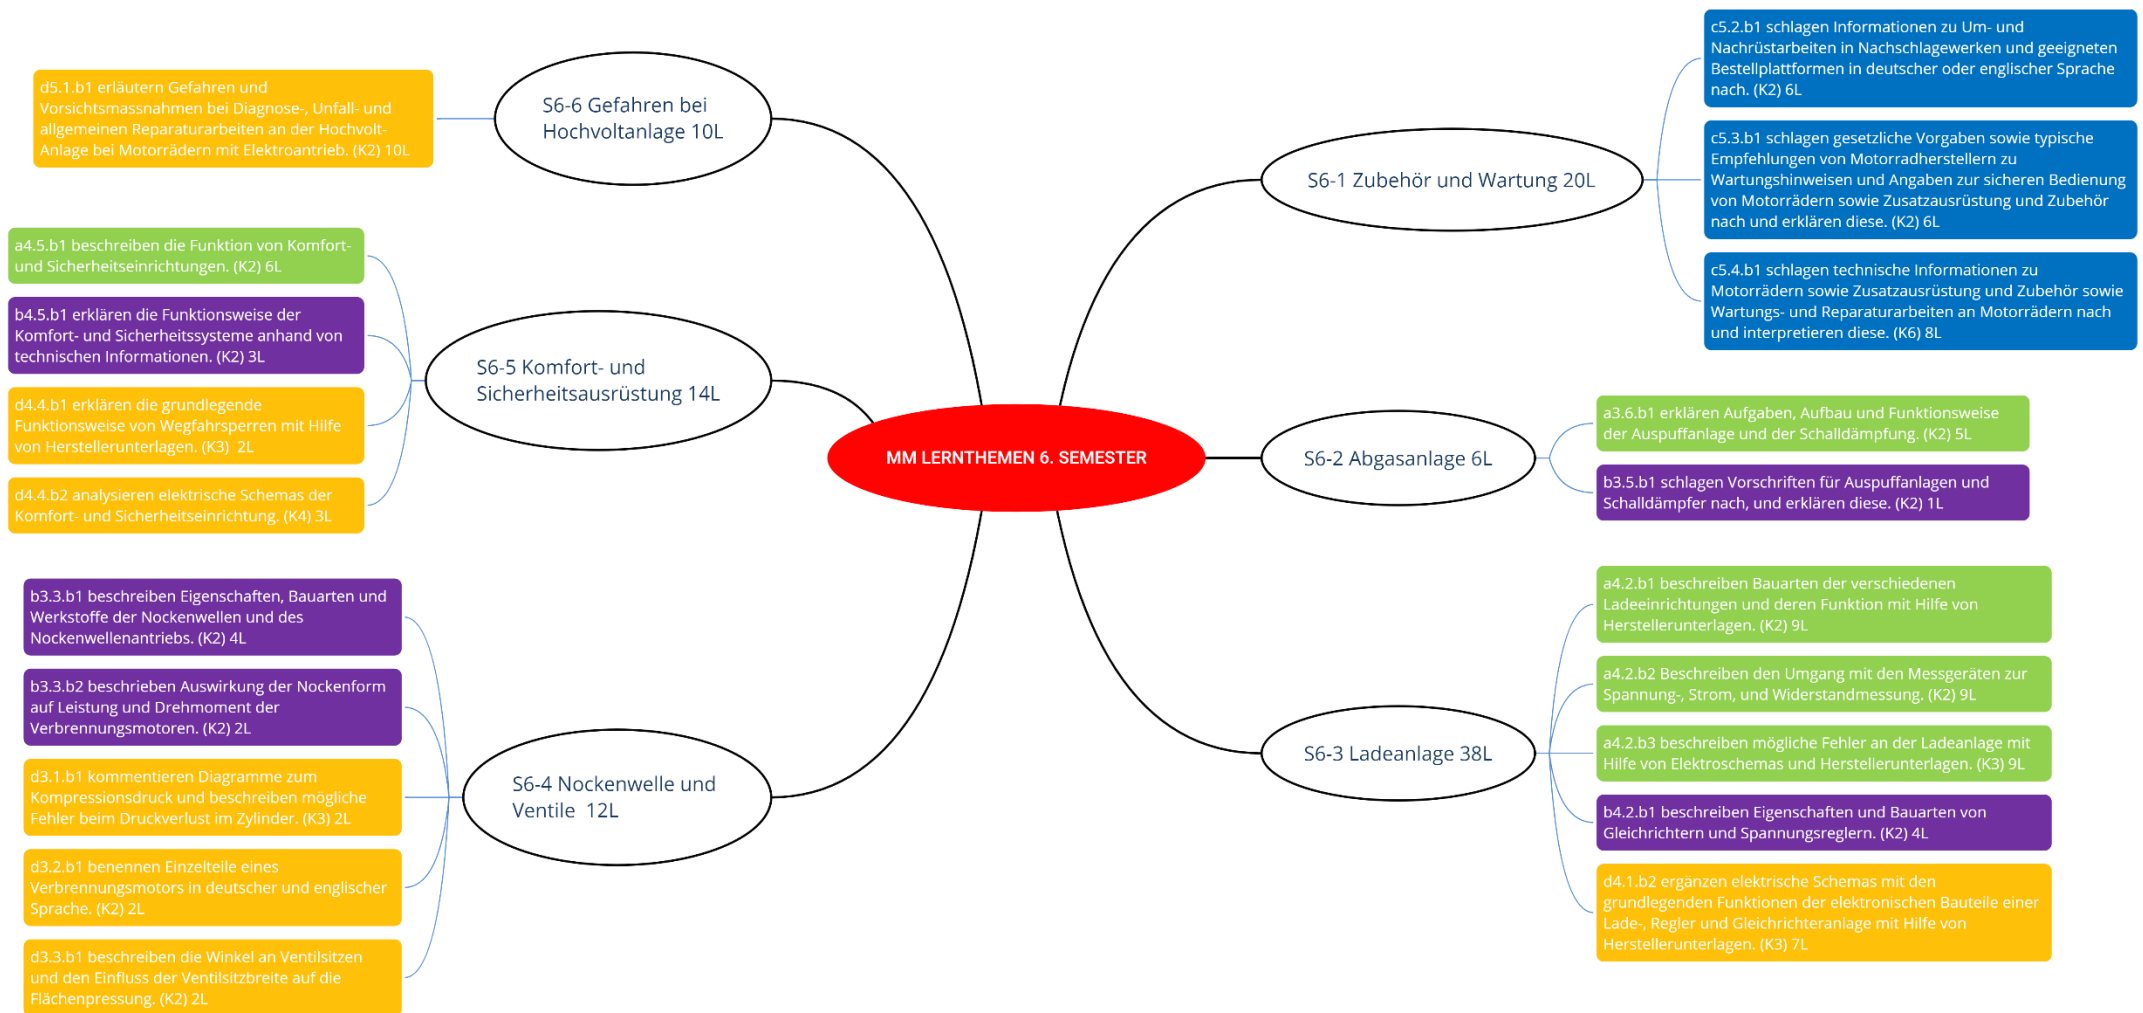 MM LERNTHEMEN 6. SEMESTER
S6-1 Zubehör und Wartung 20L
c5.2.b1 schlagen Informationen zu Um- und
Nachrüstarbeiten in Nachschlagewerken und geeigneten
Bestellplattformen in deutscher oder englischer Sprache
nach. (K2) 6L
c5.3.b1 schlagen gesetzliche Vorgaben sowie typische
Empfehlungen von Motorradherstellern zu
Wartungshinweisen und Angaben zur sicheren Bedienung
von Motorrädern sowie Zusatzausrüstung und Zubehör
nach und erklären diese. (K2) 6L
c5.4.b1 schlagen technische Informationen zu
Motorrädern sowie Zusatzausrüstung und Zubehör sowie
Wartungs- und Reparaturarbeiten an Motorrädern nach
und interpretieren diese. (K6) 8L
S6-2 Abgasanlage 6L
a3.6.b1 erklären Aufgaben, Aufbau und Funktionsweise
der Auspuffanlage und der Schalldämpfung. (K2) 5L
b3.5.b1 schlagen Vorschriften für Auspuffanlagen und
Schalldämpfer nach, und erklären diese. (K2) 1L
S6-3 Ladeanlage 38L
a4.2.b1 beschreiben Bauarten der verschiedenen
Ladeeinrichtungen und deren Funktion mit Hilfe von
Herstellerunterlagen. (K2) 9L
a4.2.b2 Beschreiben den Umgang mit den Messgeräten zur
Spannung-, Strom, und Widerstandmessung. (K2) 9L
a4.2.b3 beschreiben mögliche Fehler an der Ladeanlage mit
Hilfe von Elektroschemas und Herstellerunterlagen. (K3) 9L
b4.2.b1 beschreiben Eigenschaften und Bauarten von
Gleichrichtern und Spannungsreglern. (K2) 4L
d4.1.b2 ergänzen elektrische Schemas mit den
grundlegenden Funktionen der elektronischen Bauteile einer
Lade-, Regler und Gleichrichteranlage mit Hilfe von
Herstellerunterlagen. (K3) 7L
S6-4 Nockenwelle und
Ventile 12L
b3.3.b1 beschreiben Eigenschaften, Bauarten und
Werkstoffe der Nockenwellen und des
Nockenwellenantriebs. (K2) 4L
b3.3.b2 beschrieben Auswirkung der Nockenform
auf Leistung und Drehmoment der
Verbrennungsmotoren. (K2) 2L
d3.1.b1 kommentieren Diagramme zum
Kompressionsdruck und beschreiben mögliche
Fehler beim Druckverlust im Zylinder. (K3) 2L
d3.2.b1 benennen Einzelteile eines
Verbrennungsmotors in deutscher und englischer
Sprache. (K2) 2L
d3.3.b1 beschreiben die Winkel an Ventilsitzen
und den Einfluss der Ventilsitzbreite auf die
Flächenpressung. (K2) 2L
S6-5 Komfort- und
Sicherheitsausrüstung 14L
a4.5.b1 beschreiben die Funktion von Komfort-
und Sicherheitseinrichtungen. (K2) 6L
b4.5.b1 erklären die Funktionsweise der
Komfort- und Sicherheitssysteme anhand von
technischen Informationen. (K2) 3L
d4.4.b1 erklären die grundlegende
Funktionsweise von Wegfahrsperren mit Hilfe
von Herstellerunterlagen. (K3) 2L
d4.4.b2 analysieren elektrische Schemas der
Komfort- und Sicherheitseinrichtung. (K4) 3L
S6-6 Gefahren bei
Hochvoltanlage 10L
d5.1.b1 erläutern Gefahren und
Vorsichtsmassnahmen bei Diagnose-, Unfall- und
allgemeinen Reparaturarbeiten an der Hochvolt-
Anlage bei Motorrädern mit Elektroantrieb. (K2) 10L